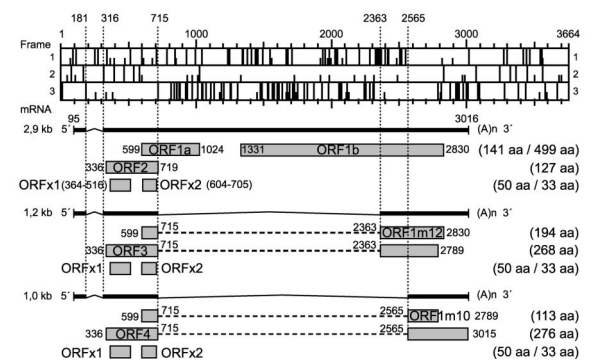 181 316 715 1000 2000 2363 2565 3000 3664
Frame
1 1
2 2
3 3
mRNA
95 3016
2,9 kb 5´ (A)n 3´
599 ORF1a 1024 1331 ORF1b 2830 (141 aa / 499 aa)
336 ORF2 719 (127 aa)
ORFx1(364-516) ORFx2 (604-705) (50 aa / 33 aa)
1,2 kb 5´ (A)n 3´
599 715 2363 ORF1m12 2830 (194 aa)
336 ORF3 715 2363 2789 (268 aa)
ORFx1 ORFx2 (50 aa / 33 aa)
1,0 kb 5´ (A)n 3´
599 715 2565 ORF1m10 2789 (113 aa)
336 ORF4 715 2565 3015 (276 aa)
ORFx1 ORFx2 (50 aa / 33 aa)